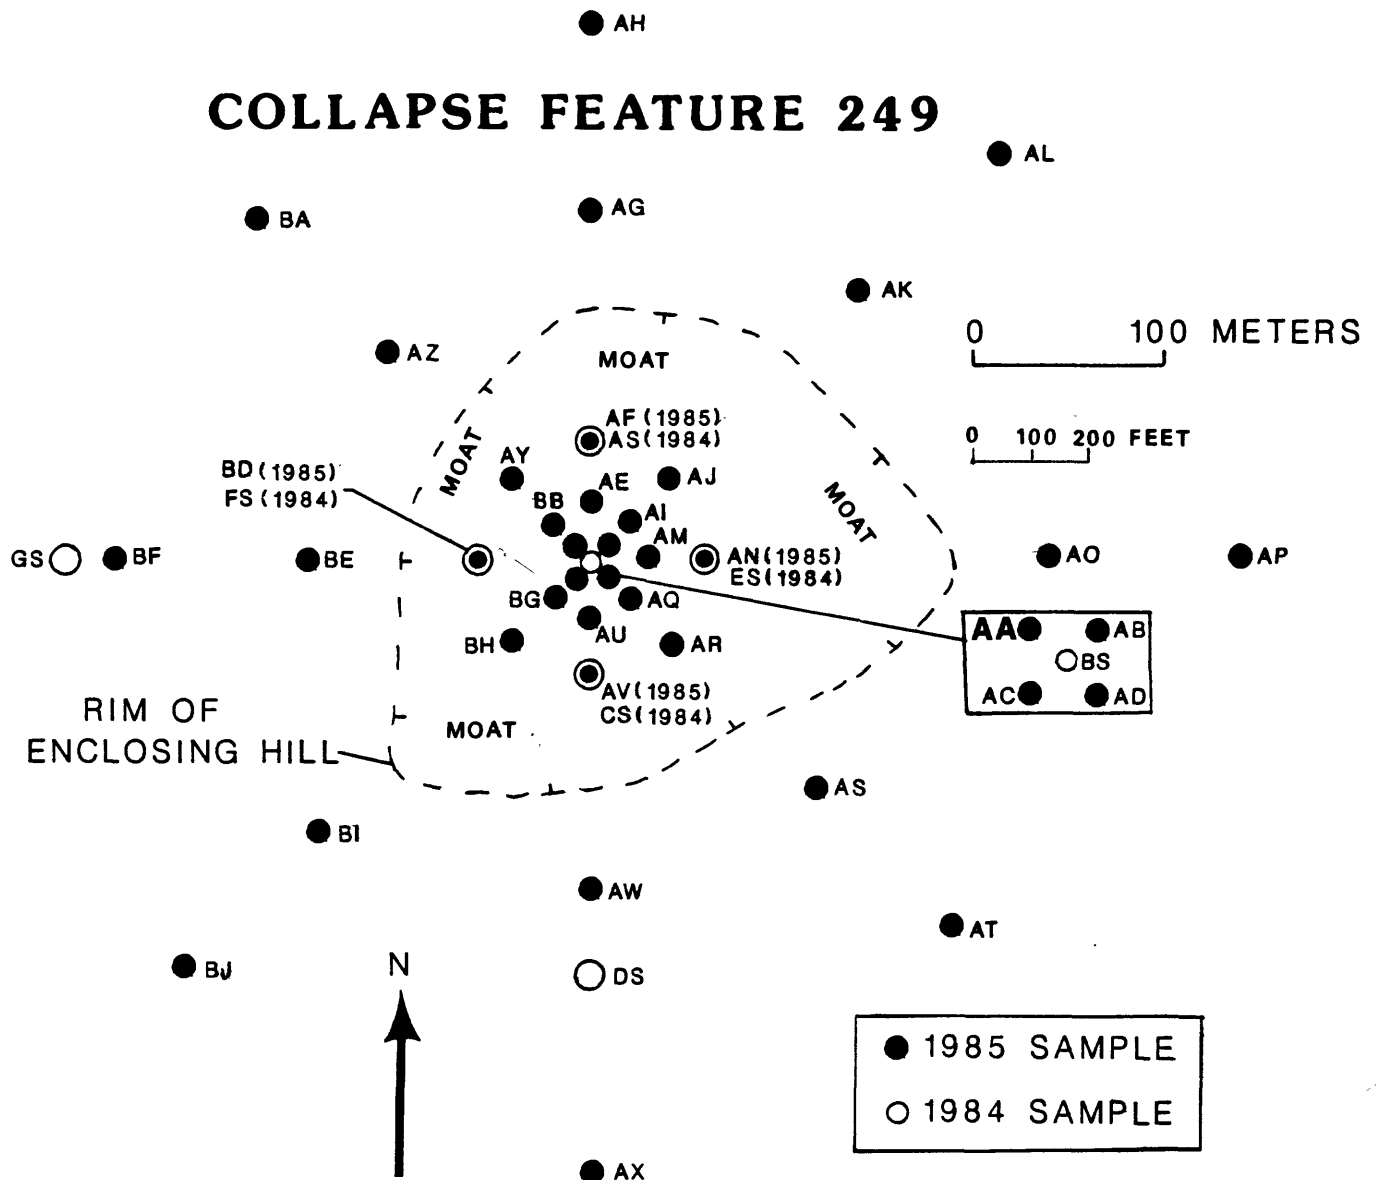 AH
COLLAPSE FEATURE 249
AL
BA
AG
AK
0 100 METERS
AZ
MOAT
0 100 200 FEET
AF (1985)
AS (1984)
MOAT
AY
BD (1985)
FS (1984)
AE
AJ
MOAT
BB
AI
AM
GS
BF
BE
AN (1985)
ES (1984)
AO
AP
BG
AQ
AU
BH
AR
AA
AB
BS
AC
AD
AV (1985)
CS (1984)
RIM OF
ENCLOSING HILL
MOAT
AS
BI
AW
AT
BJ
N
DS
1985 SAMPLE
1984 SAMPLE
AX